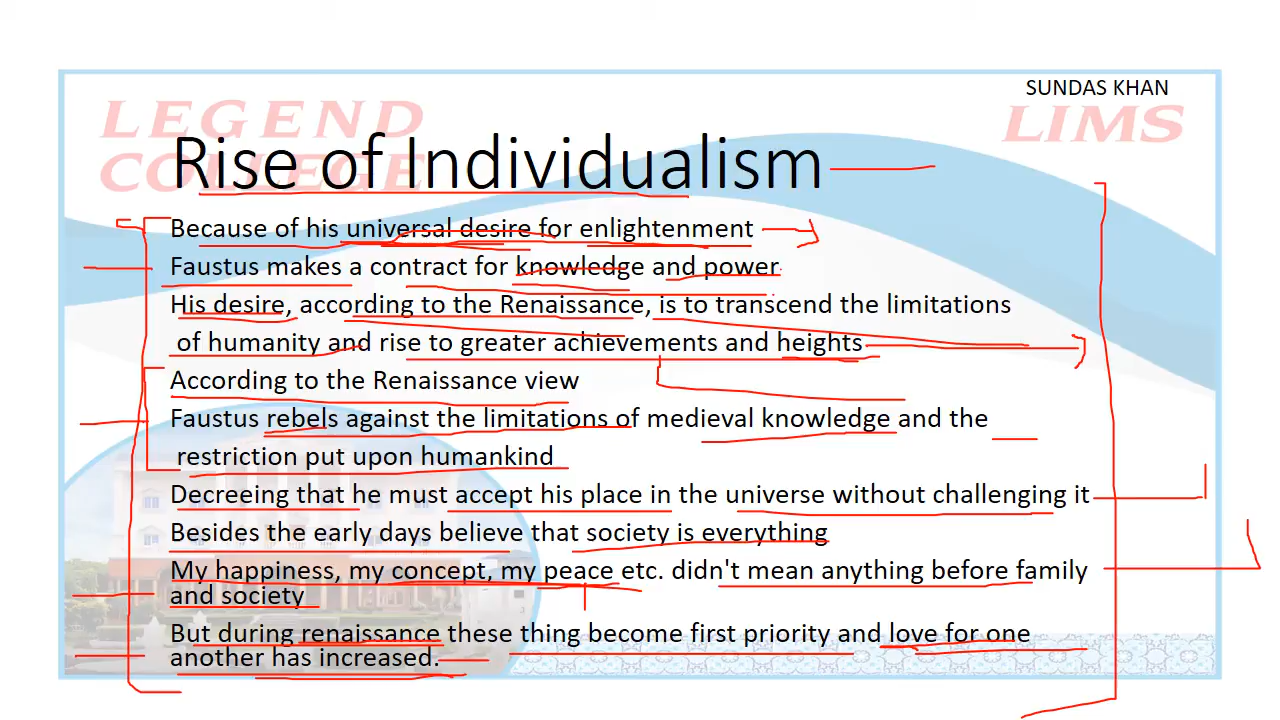 SUNDAS KHAN
LEGEND
COLLEGE
LIMS
Rise of Individualism
Because of his universal desire for enlightenment
Faustus makes a contract for knowledge and power
His desire, according to the Renaissance, is to transcend the limitations
of humanity and rise to greater achievements and heights
According to the Renaissance view
Faustus rebels against the limitations of medieval knowledge and the
restriction put upon humankind
Decreeing that he must accept his place in the universe without challenging it
Besides the early days believe that society is everything
My happiness, my concept, my peace etc. didn't mean anything before family
and society
But during renaissance these thing become first priority and love for one
another has increased.